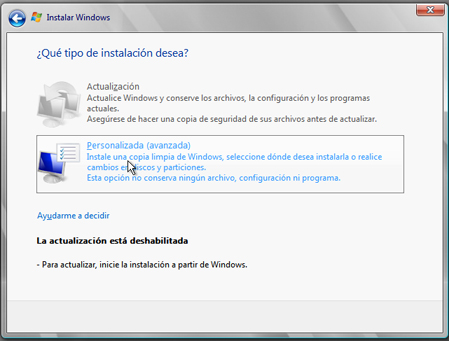 Instalar Windows
¿Qué tipo de instalación desea?
Actualización
Actualice Windows y conserve los archivos, la configuración y los programas
actuales.
Asegúrese de hacer una copia de seguridad de sus archivos antes de actualizar.
Personalizada (avanzada)
Instale una copia limpia de Windows, seleccione dónde desea instalarla o realice
cambios en discos y particiones.
Esta opción no conserva ningún archivo, configuración ni programa.
Ayudarme a decidir
La actualización está deshabilitada
- Para actualizar, inicie la instalación a partir de Windows.